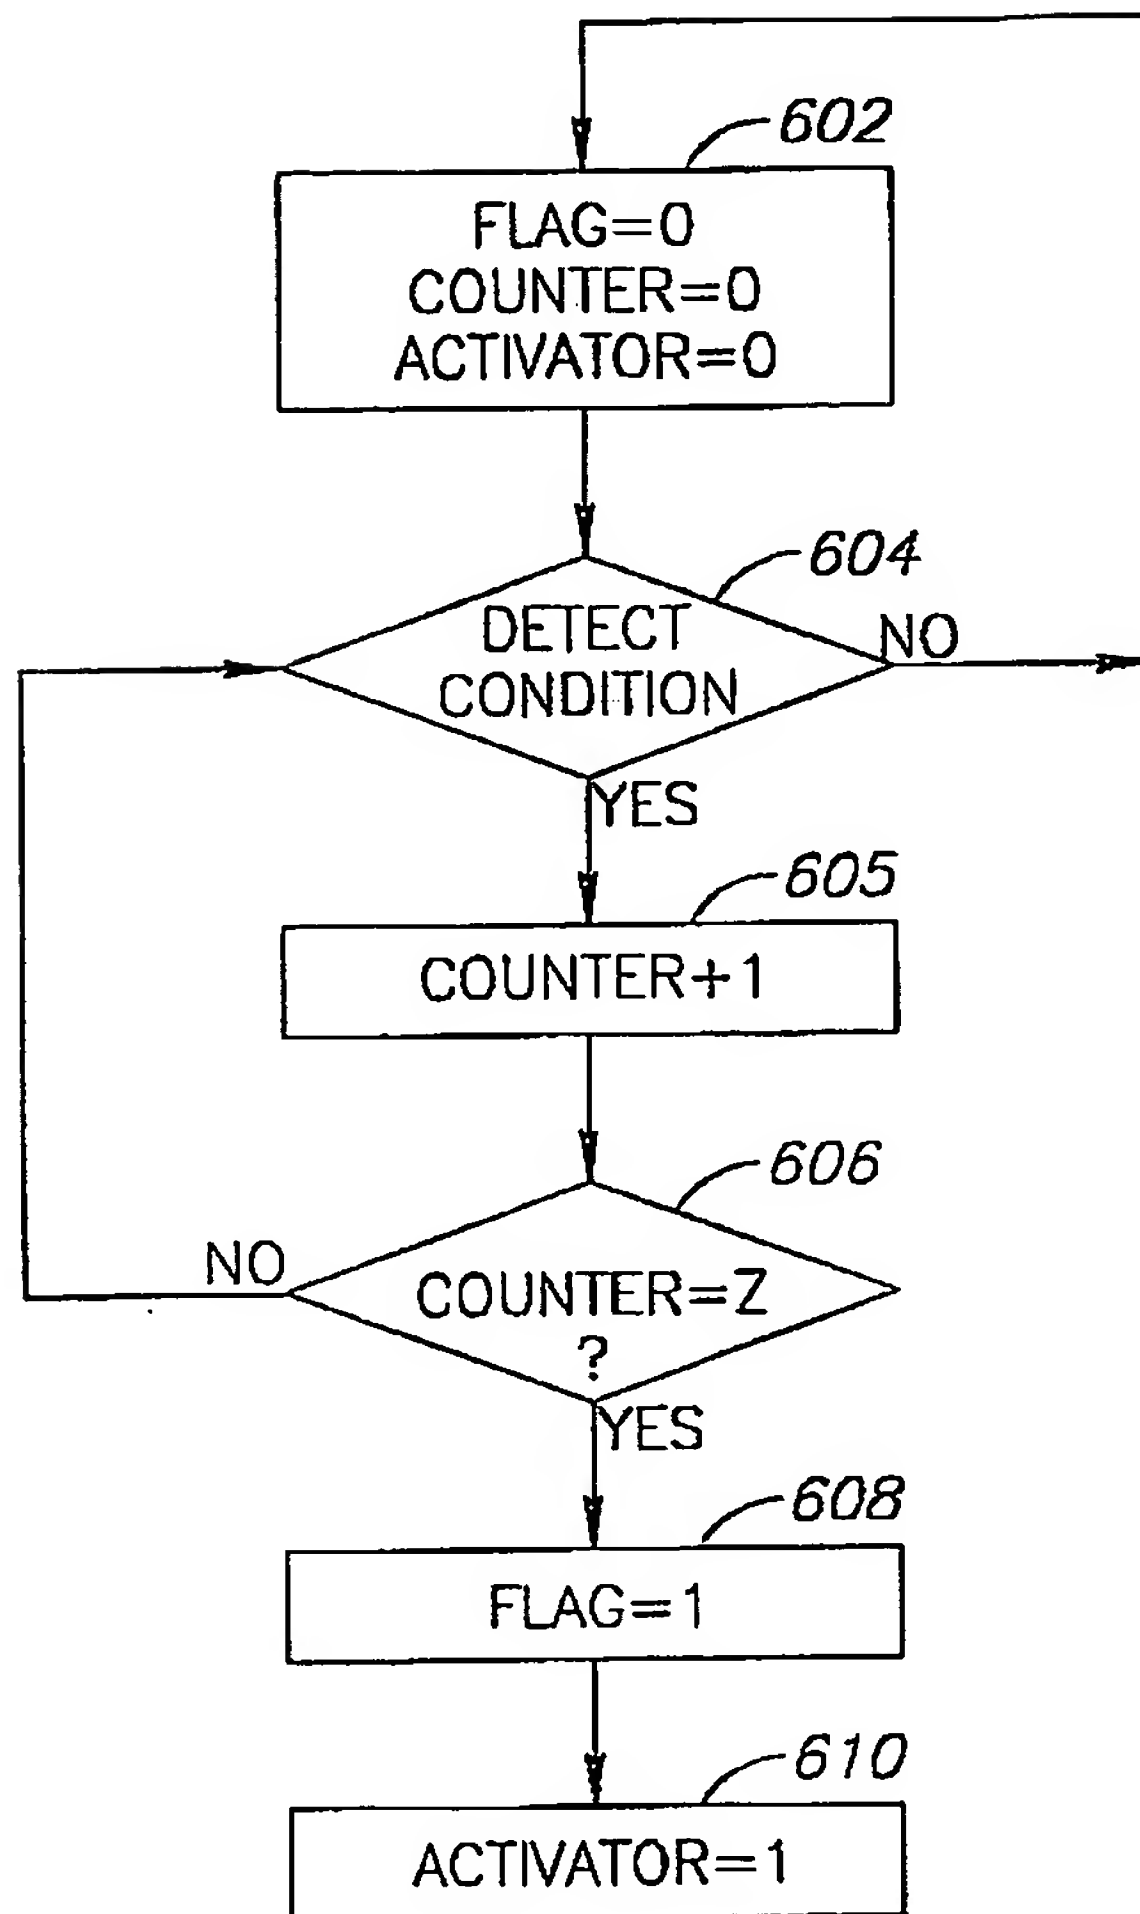 602
FLAG=0
COUNTER=0
ACTIVATOR=0
604
DETECT
CONDITION
NO
YES
605
COUNTER+1
606
NO
COUNTER=Z
?
YES
608
FLAG=1
610
ACTIVATOR=1